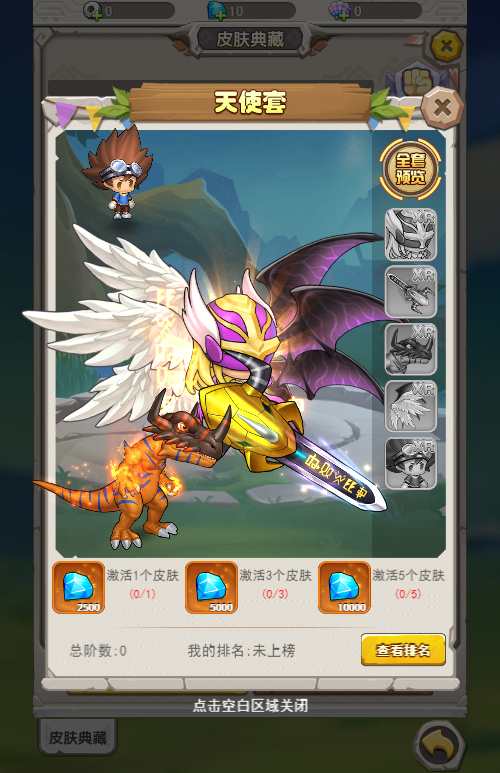 0
10
0
皮肤典藏
天使套
全套
预览
XR
XR
XR
XR
XR
激活1个皮肤
(0/1)
2500
激活3个皮肤
(0/3)
5000
激活5个皮肤
(0/5)
10000
总阶数:0
我的排名:未上榜
查看排名
点击空白区域关闭
皮肤典藏